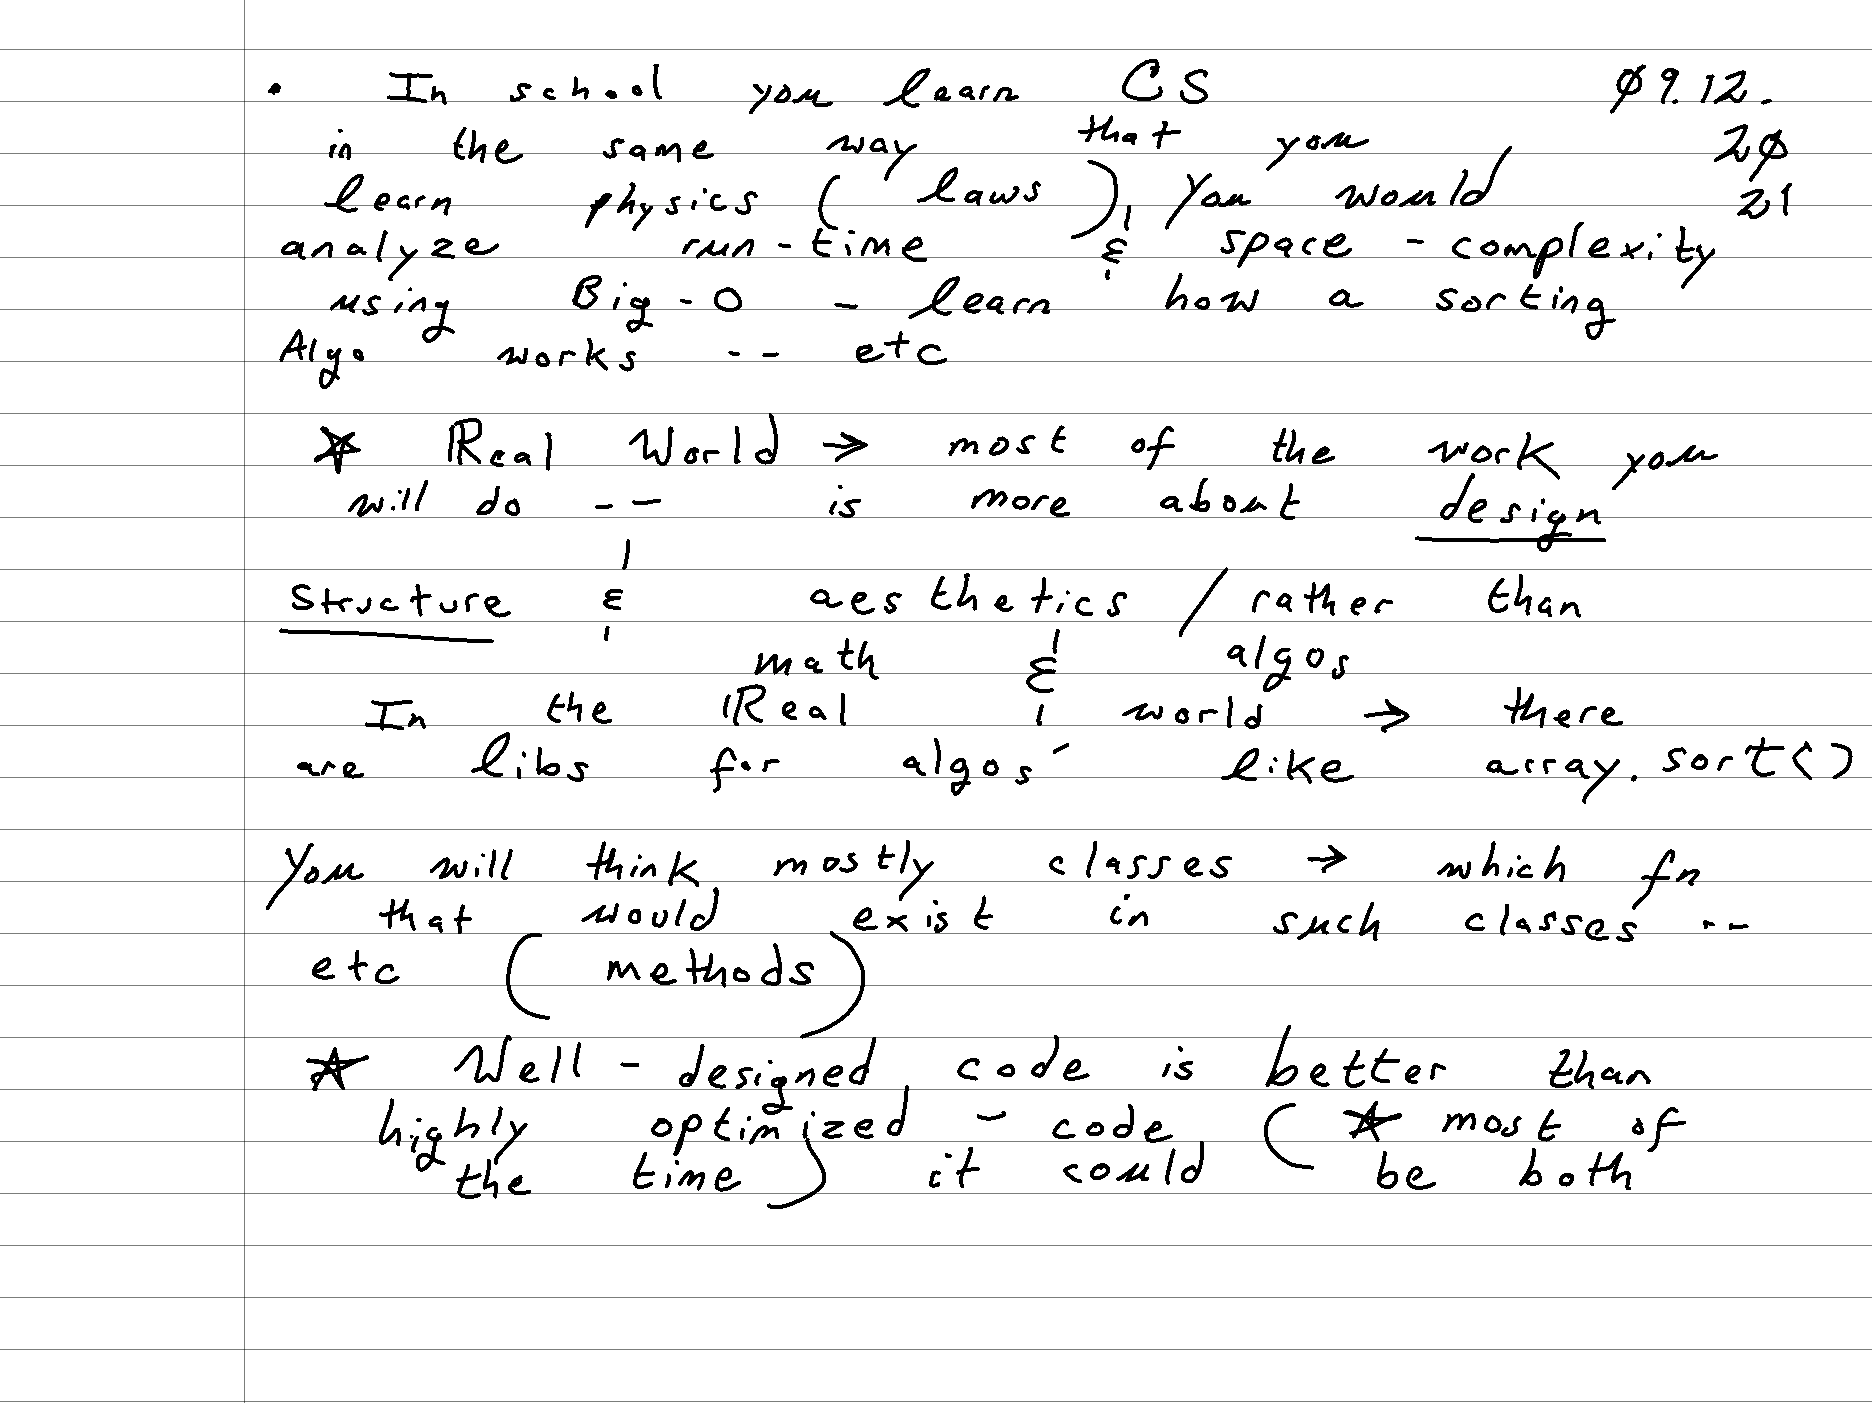 • In school you learn CS 09.12.
in the same way that you 20
learn physics ( laws ), You would 21
analyze run-time & space - complexity
using Big-O - learn how a sorting
Algo works -- etc
☆ Real World → most of the work you
will do -- is more about design
Structure & aesthetics / rather than
math & algos
In the Real world → there
are libs for algos - like array.sort()
You will think mostly classes → which fn
that would exist in such classes --
etc ( methods )
☆ Well-designed code is better than
highly optimized - code ( ☆ most of
the time ) it could be both